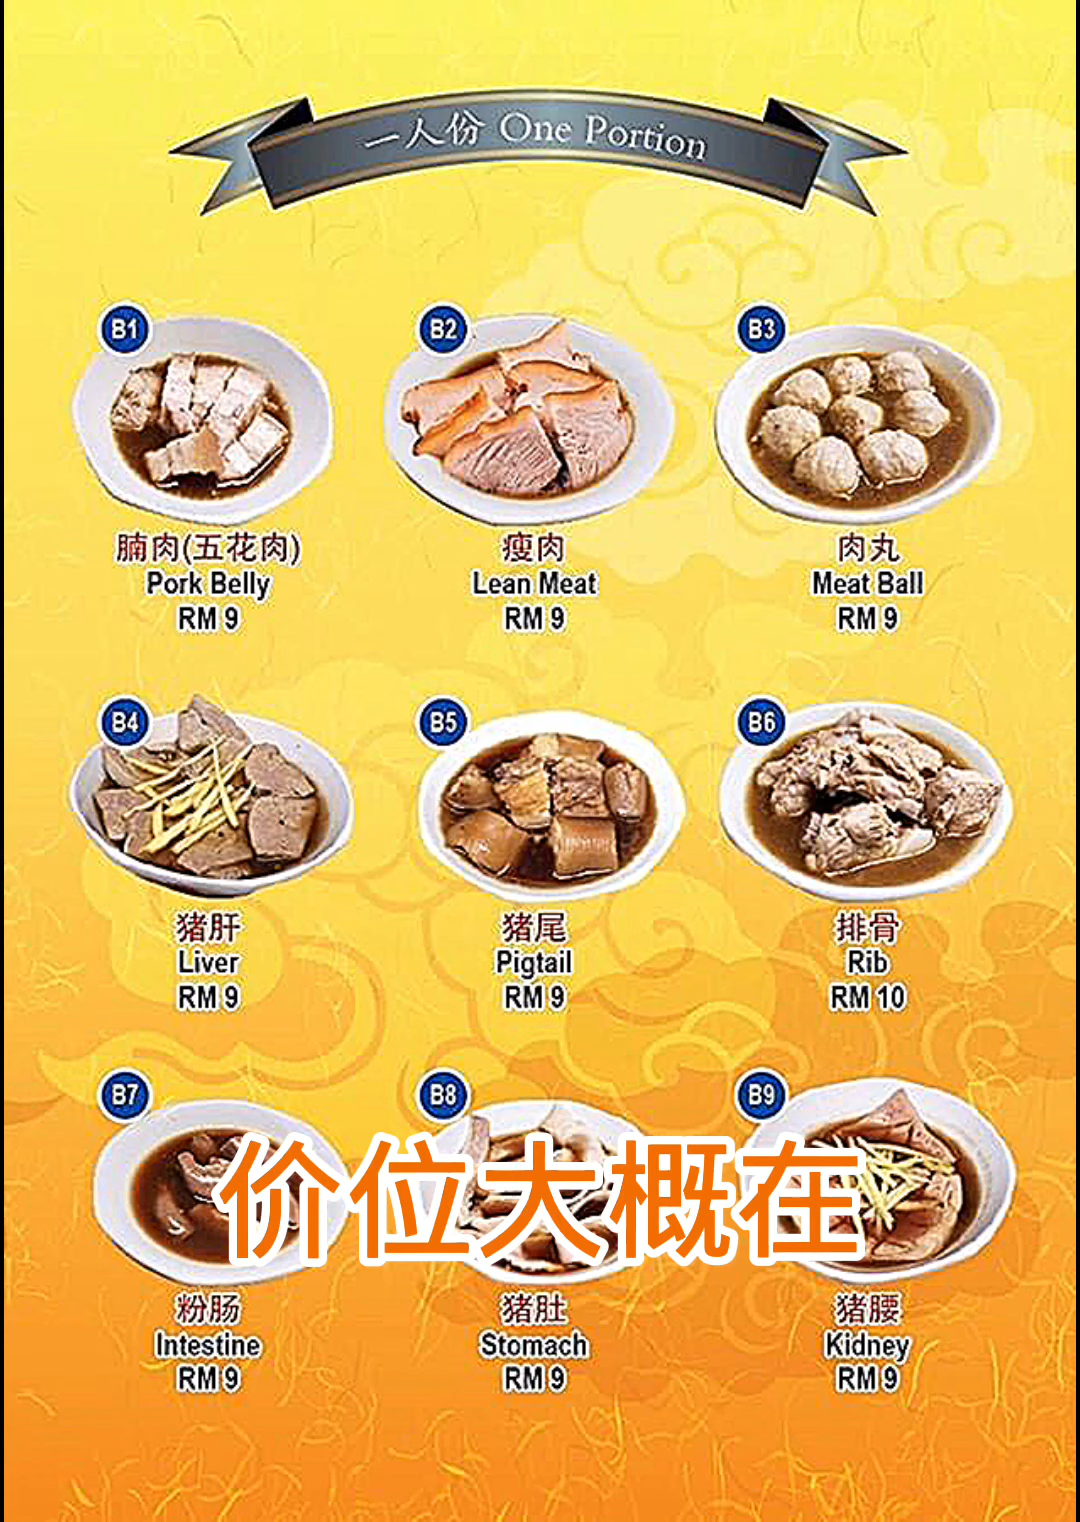 一人份 One Portion
B1
B2
B3
腩肉(五花肉)
Pork Belly
RM 9
瘦肉
Lean Meat
RM 9
肉丸
Meat Ball
RM 9
B4
B5
B6
猪肝
Liver
RM 9
猪尾
Pigtail
RM 9
排骨
Rib
RM 10
B7
B8
B9
价位大概在
粉肠
Intestine
RM 9
猪肚
Stomach
RM 9
猪腰
Kidney
RM 9